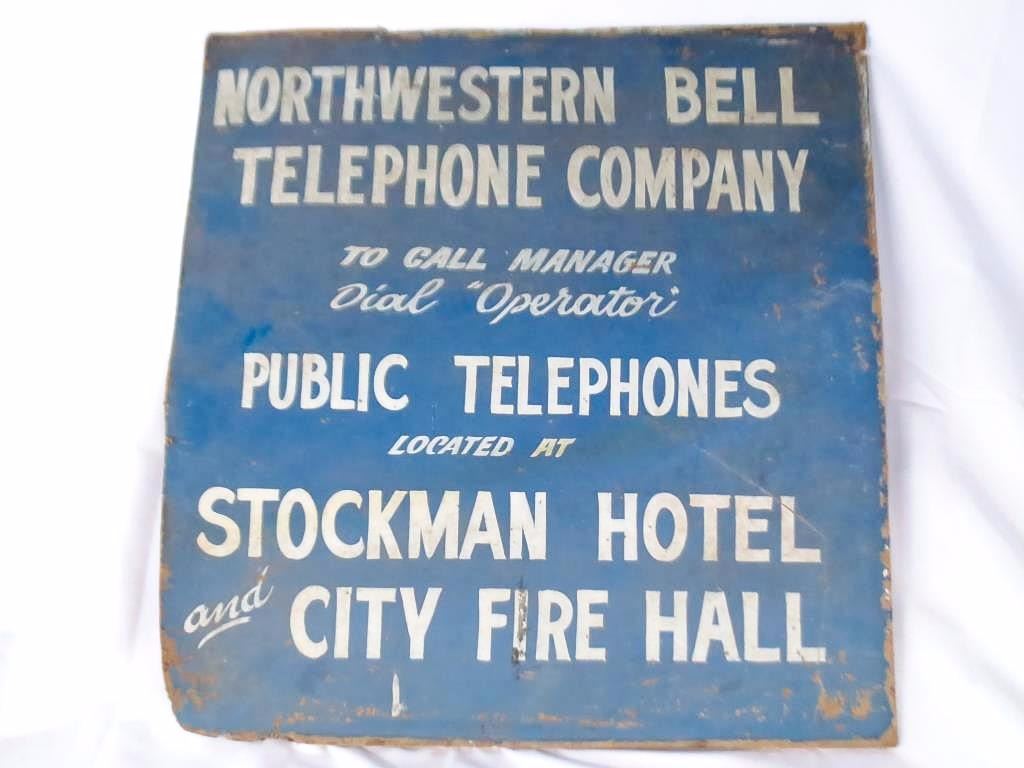 NORTHWESTERN BELL
TELEPHONE COMPANY
TO CALL MANAGER
Dial "Operator"
PUBLIC TELEPHONES
LOCATED AT
STOCKMAN HOTEL
and CITY FIRE HALL